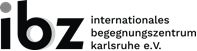 ibz internationales
begegnungszentrum
karlsruhe e.V.